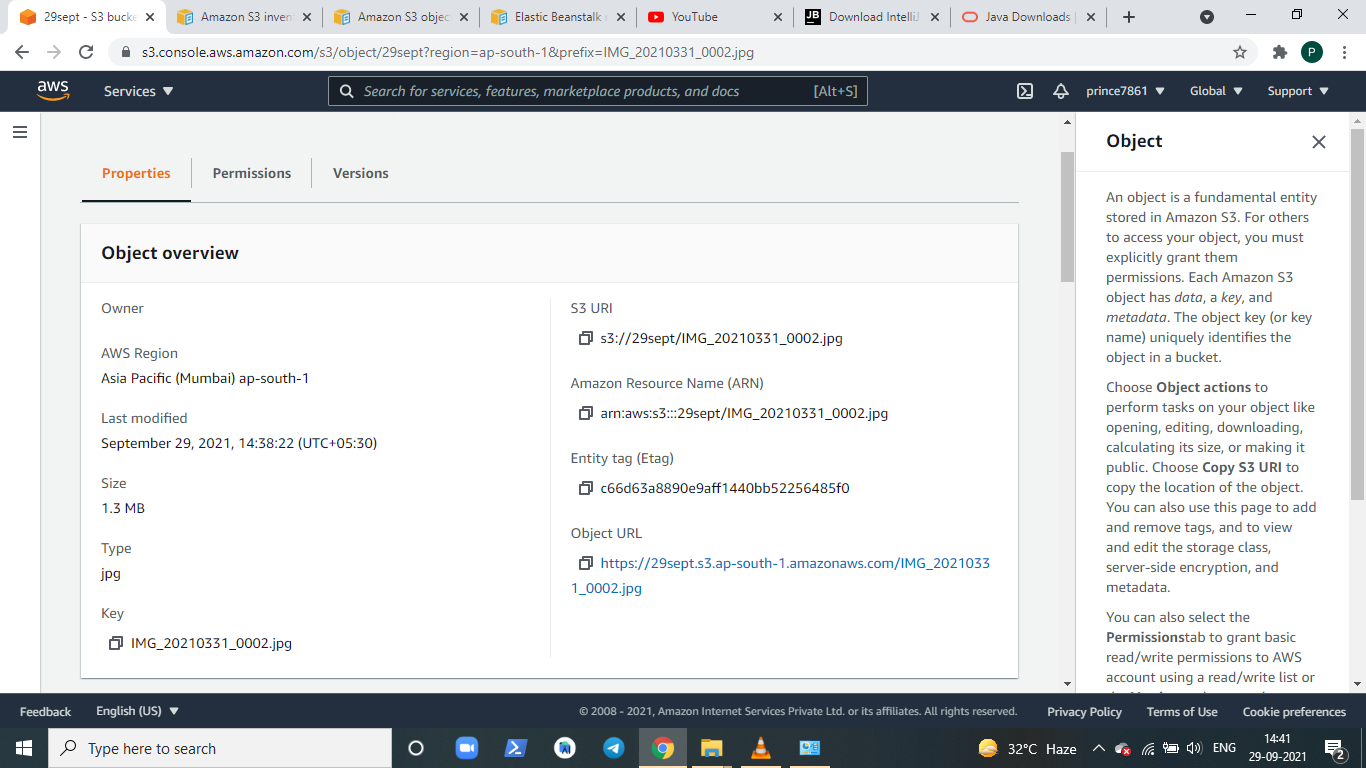 29sept - S3 bucke
Amazon S3 inven
Amazon S3 objec
Elastic Beanstalk
YouTube
JB
Download IntelliJ
Java Downloads
s3.console.aws.amazon.com/s3/object/29sept?region=ap-south-1&prefix=IMG_20210331_0002.jpg
P
aws
Services
Search for services, features, marketplace products, and docs
[Alt+S]
prince7861
Global
Support
Properties
Permissions
Versions
Object overview
Owner
AWS Region
Asia Pacific (Mumbai) ap-south-1
Last modified
September 29, 2021, 14:38:22 (UTC+05:30)
Size
1.3 MB
Type
jpg
Key
IMG_20210331_0002.jpg
S3 URI
s3://29sept/IMG_20210331_0002.jpg
Amazon Resource Name (ARN)
arn:aws:s3:::29sept/IMG_20210331_0002.jpg
Entity tag (Etag)
c66d63a8890e9aff1440bb52256485f0
Object URL
https://29sept.s3.ap-south-1.amazonaws.com/IMG_2021033
1_0002.jpg
Object
An object is a fundamental entity
stored in Amazon S3. For others
to access your object, you must
explicitly grant them
permissions. Each Amazon S3
object has data, a key, and
metadata. The object key (or key
name) uniquely identifies the
object in a bucket.
Choose Object actions to
perform tasks on your object like
opening, editing, downloading,
calculating its size, or making it
public. Choose Copy S3 URI to
copy the location of the object.
You can also use this page to add
and remove tags, and to view
and edit the storage class,
server-side encryption, and
metadata.
You can also select the
Permissionstab to grant basic
read/write permissions to AWS
account using a read/write list or
Feedback
English (US)
© 2008 - 2021, Amazon Internet Services Private Ltd. or its affiliates. All rights reserved.
Privacy Policy
Terms of Use
Cookie preferences
Type here to search
32°C Haze
ENG
14:41
29-09-2021
2